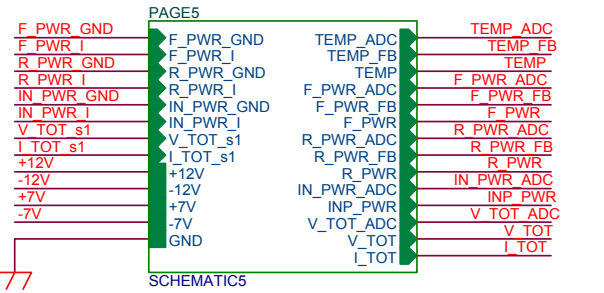 PAGE5
F_PWR_GND F_PWR_GND TEMP_ADC TEMP_ADC
F_PWR_I F_PWR_I TEMP_FB TEMP_FB
R_PWR_GND R_PWR_GND TEMP TEMP
R_PWR_I R_PWR_I F_PWR_ADC F_PWR_ADC
IN_PWR_GND IN_PWR_GND F_PWR_FB F_PWR_FB
IN_PWR_I IN_PWR_I F_PWR F_PWR
V_TOT_s1 V_TOT_s1 R_PWR_ADC R_PWR_ADC
I_TOT_s1 I_TOT_s1 R_PWR_FB R_PWR_FB
+12V +12V R_PWR R_PWR
-12V -12V IN_PWR_ADC IN_PWR_ADC
+7V +7V INP_PWR INP_PWR
-7V -7V V_TOT_ADC V_TOT_ADC
GND V_TOT V_TOT
I_TOT I_TOT
SCHEMATIC5